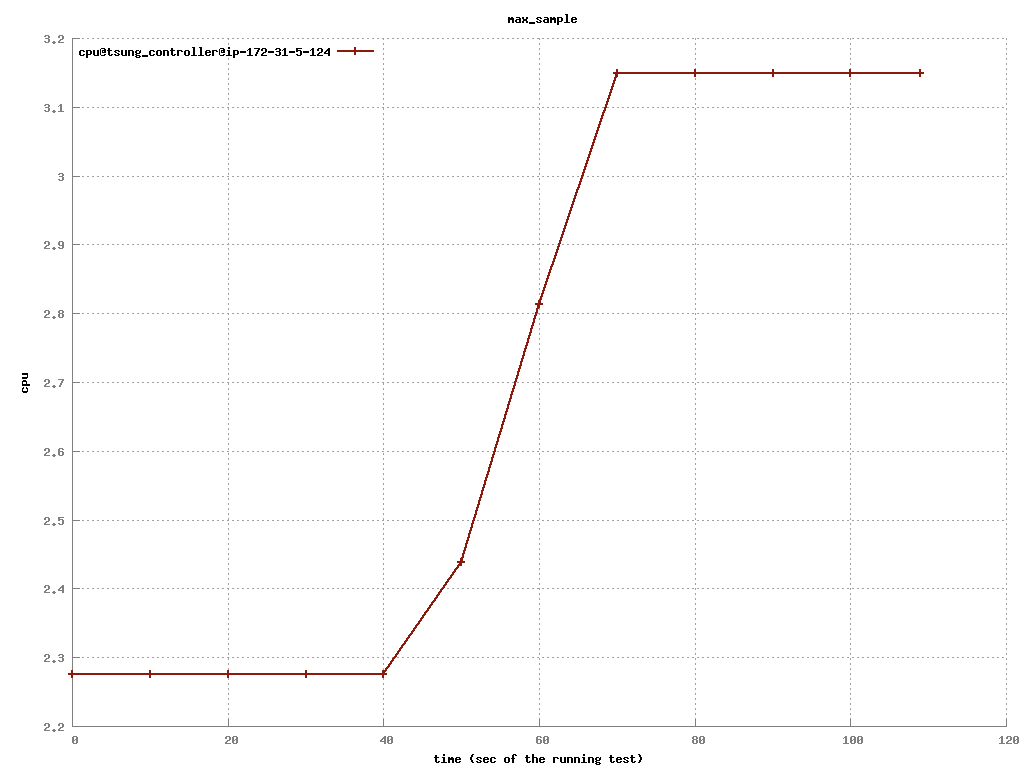 max_sample
cpu@tsung_controller@ip-172-31-5-124
3.2
3.1
3
2.9
2.8
2.7
2.6
2.5
2.4
2.3
2.2
cpu
0 20 40 60 80 100 120
time (sec of the running test)